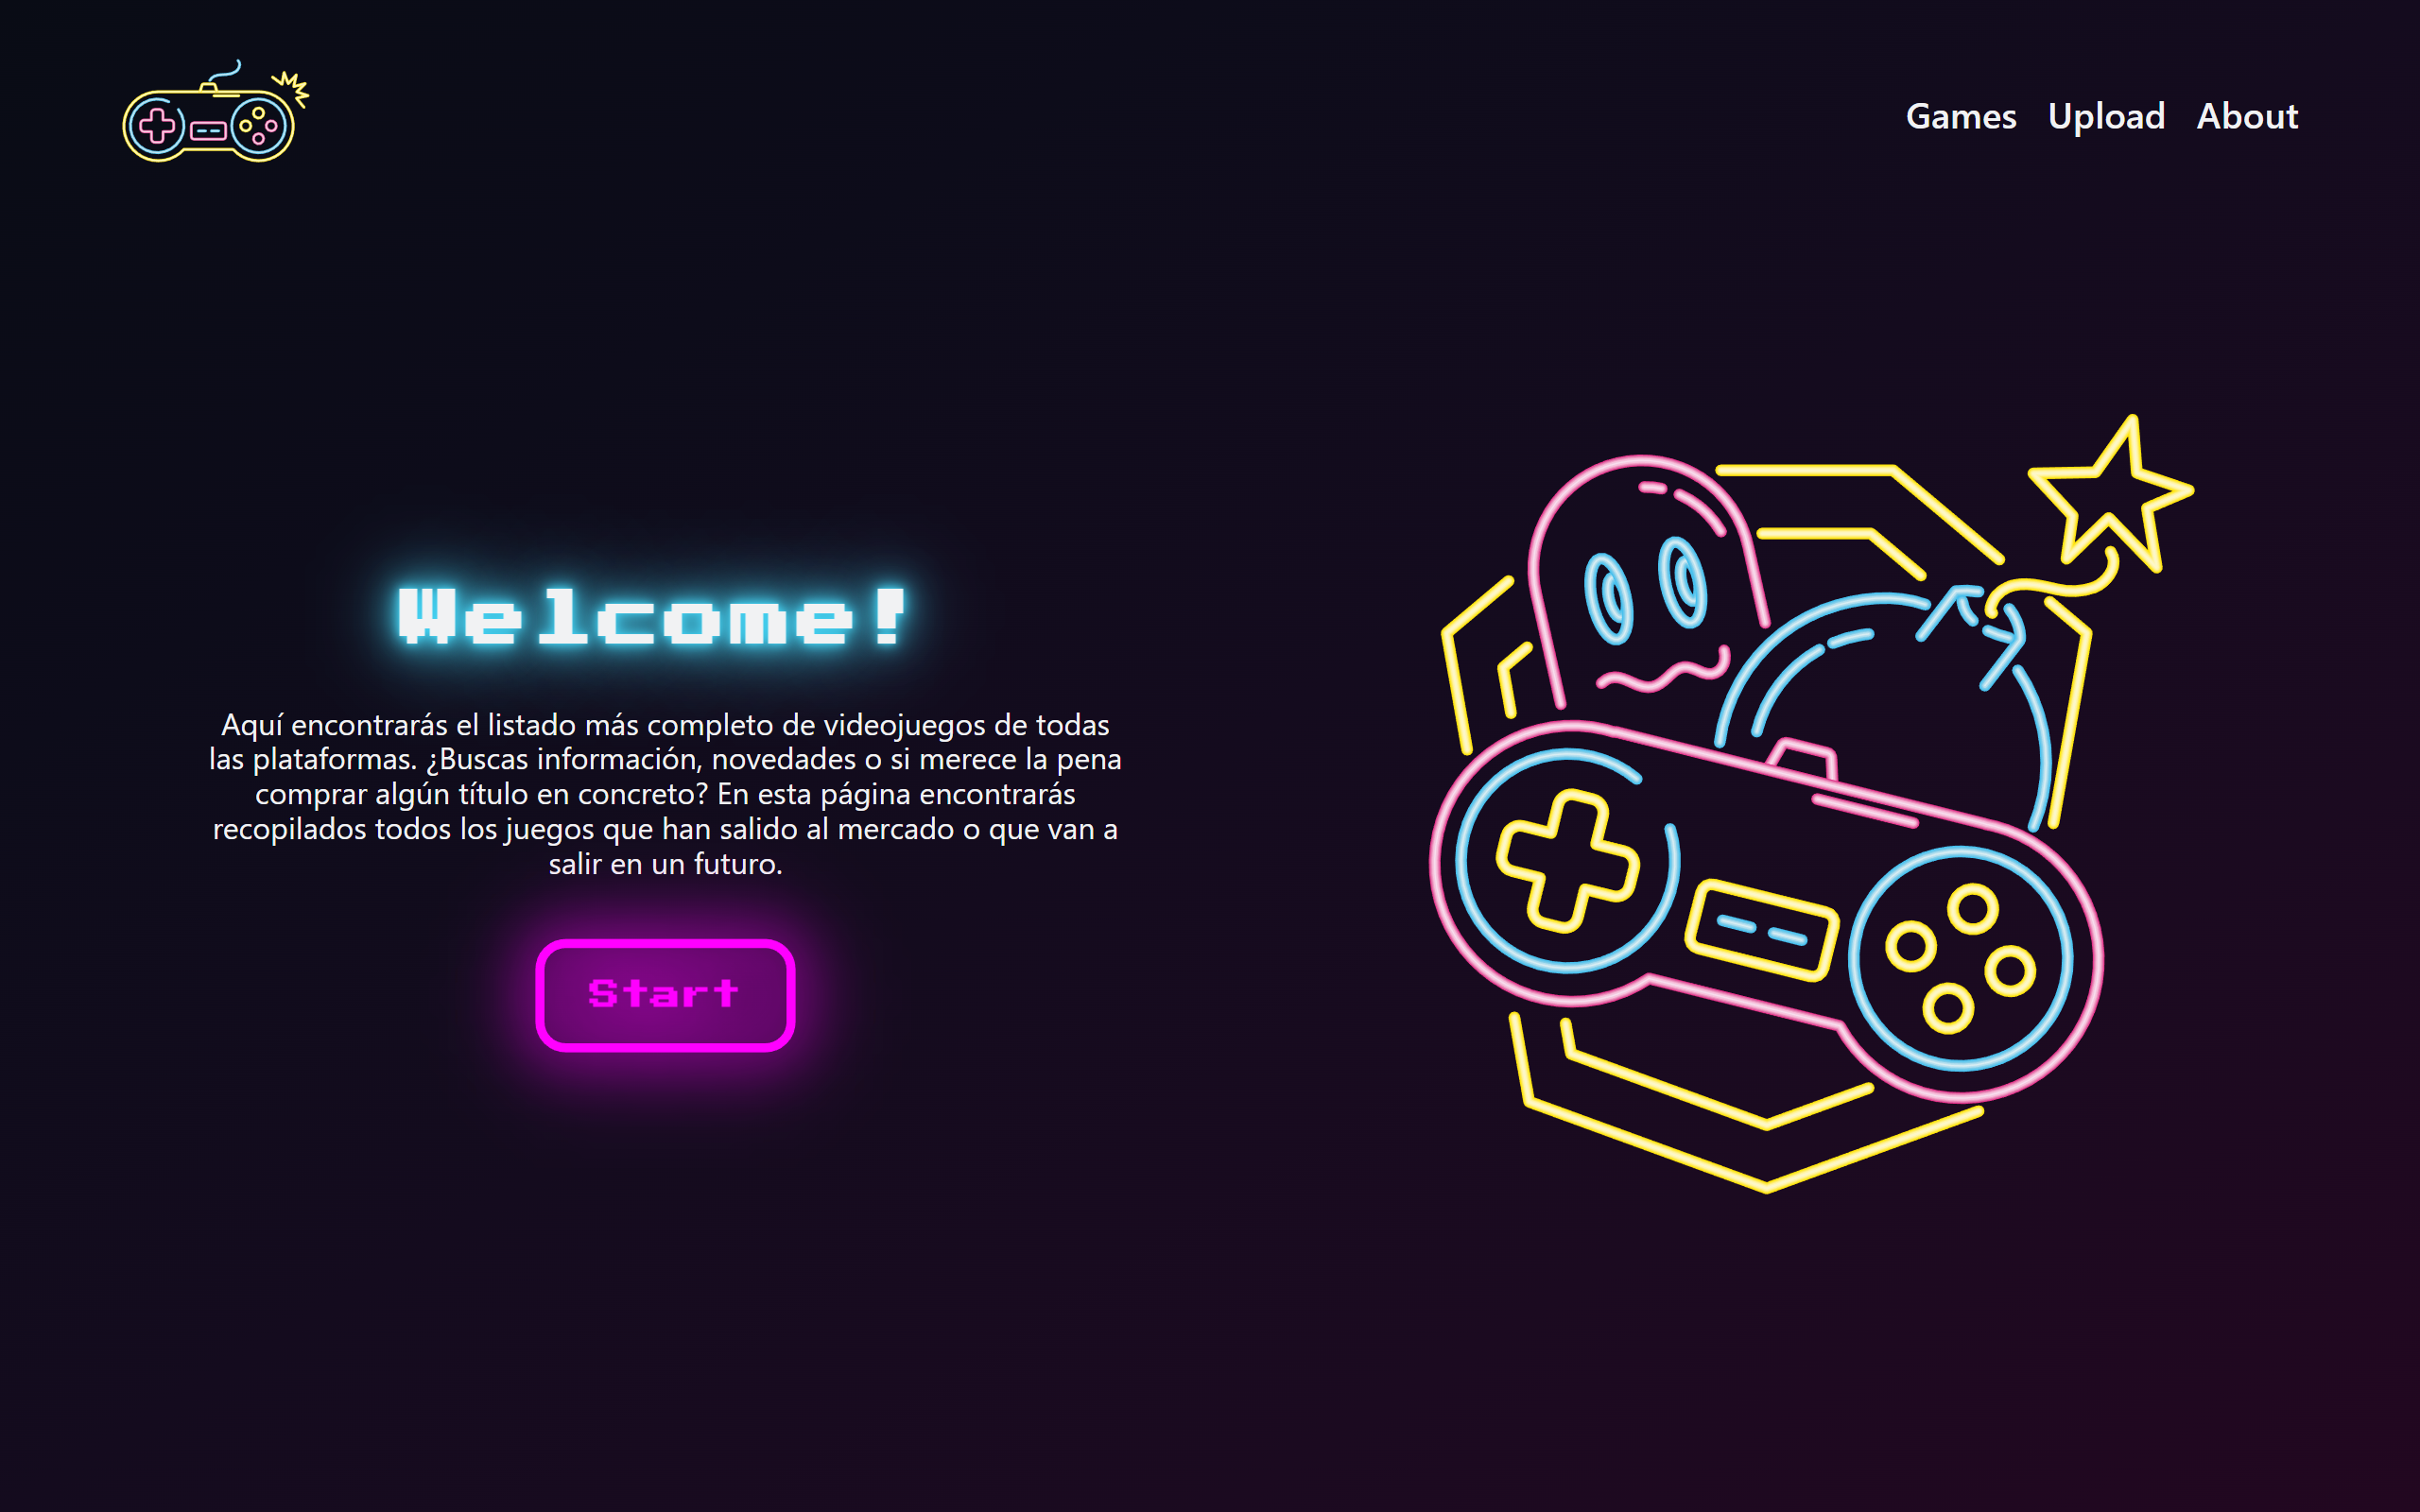 Games Upload About
Welcome!
Aquí encontrarás el listado más completo de videojuegos de todas
las plataformas. ¿Buscas información, novedades o si merece la pena
comprar algún título en concreto? En esta página encontrarás
recopilados todos los juegos que han salido al mercado o que van a
salir en un futuro.
Start